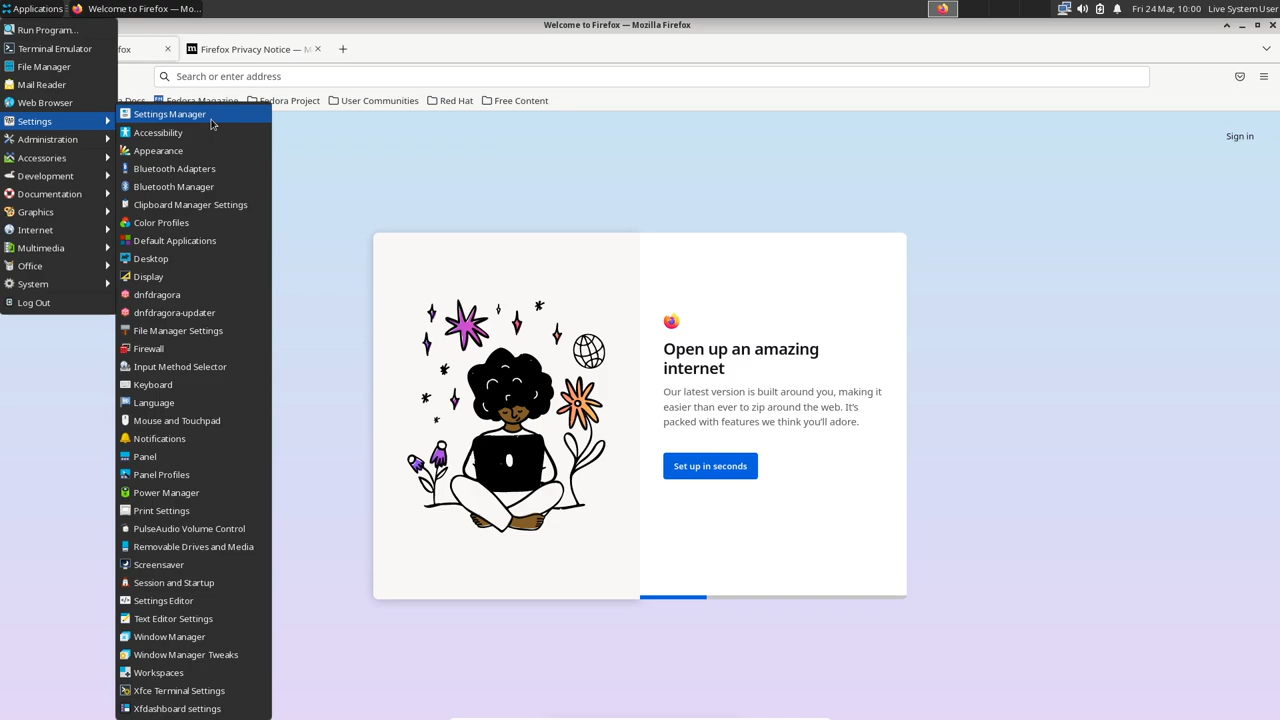 Applications
Welcome to Firefox — Mo...
Fri 24 Mar, 10:00
Live System User
Welcome to Firefox — Mozilla Firefox
Firefox Privacy Notice — M
Search or enter address
Fedora Magazine
Fedora Project
User Communities
Red Hat
Free Content
Run Program...
Terminal Emulator
File Manager
Mail Reader
Web Browser
Settings
Administration
Accessories
Development
Documentation
Graphics
Internet
Multimedia
Office
System
Log Out
Settings Manager
Accessibility
Appearance
Bluetooth Adapters
Bluetooth Manager
Clipboard Manager Settings
Color Profiles
Default Applications
Desktop
Display
dnfdragora
dnfdragora-updater
File Manager Settings
Firewall
Input Method Selector
Keyboard
Language
Mouse and Touchpad
Notifications
Panel
Panel Profiles
Power Manager
Print Settings
PulseAudio Volume Control
Removable Drives and Media
Screensaver
Session and Startup
Settings Editor
Text Editor Settings
Window Manager
Window Manager Tweaks
Workspaces
Xfce Terminal Settings
Xfdashboard settings
Sign in
Open up an amazing
internet
Our latest version is built around you, making it
easier than ever to zip around the web. It’s
packed with features we think you’ll adore.
Set up in seconds